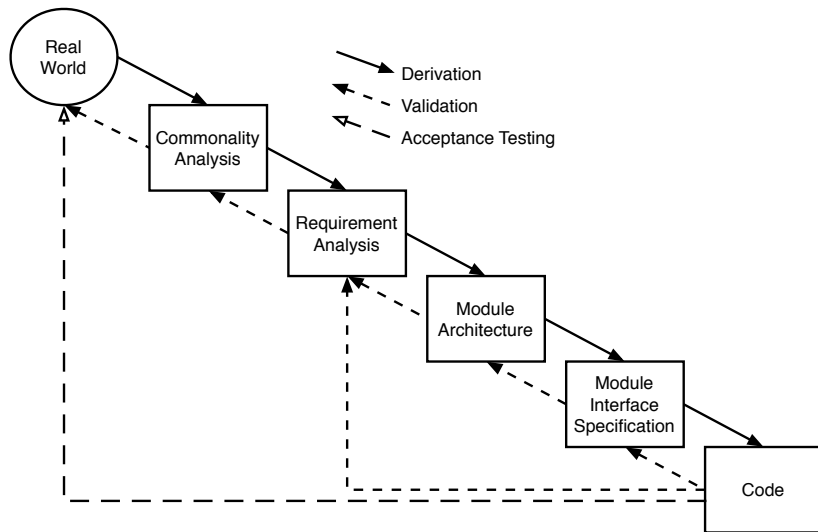 Real
World
Derivation
Validation
Acceptance Testing
Commonality
Analysis
Requirement
Analysis
Module
Architecture
Module
Interface
Specification
Code